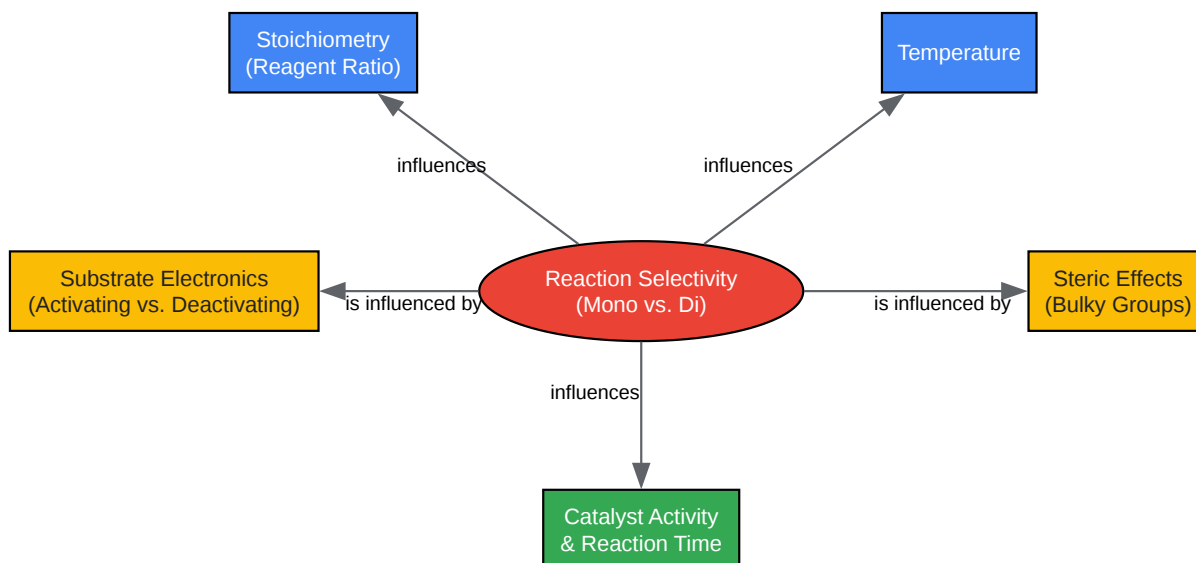 Stoichiometry
(Reagent Ratio)
Temperature
influences
influences
Substrate Electronics
(Activating vs. Deactivating)
is influenced by
Reaction Selectivity
(Mono vs. Di)
is influenced by
Steric Effects
(Bulky Groups)
influences
Catalyst Activity
& Reaction Time